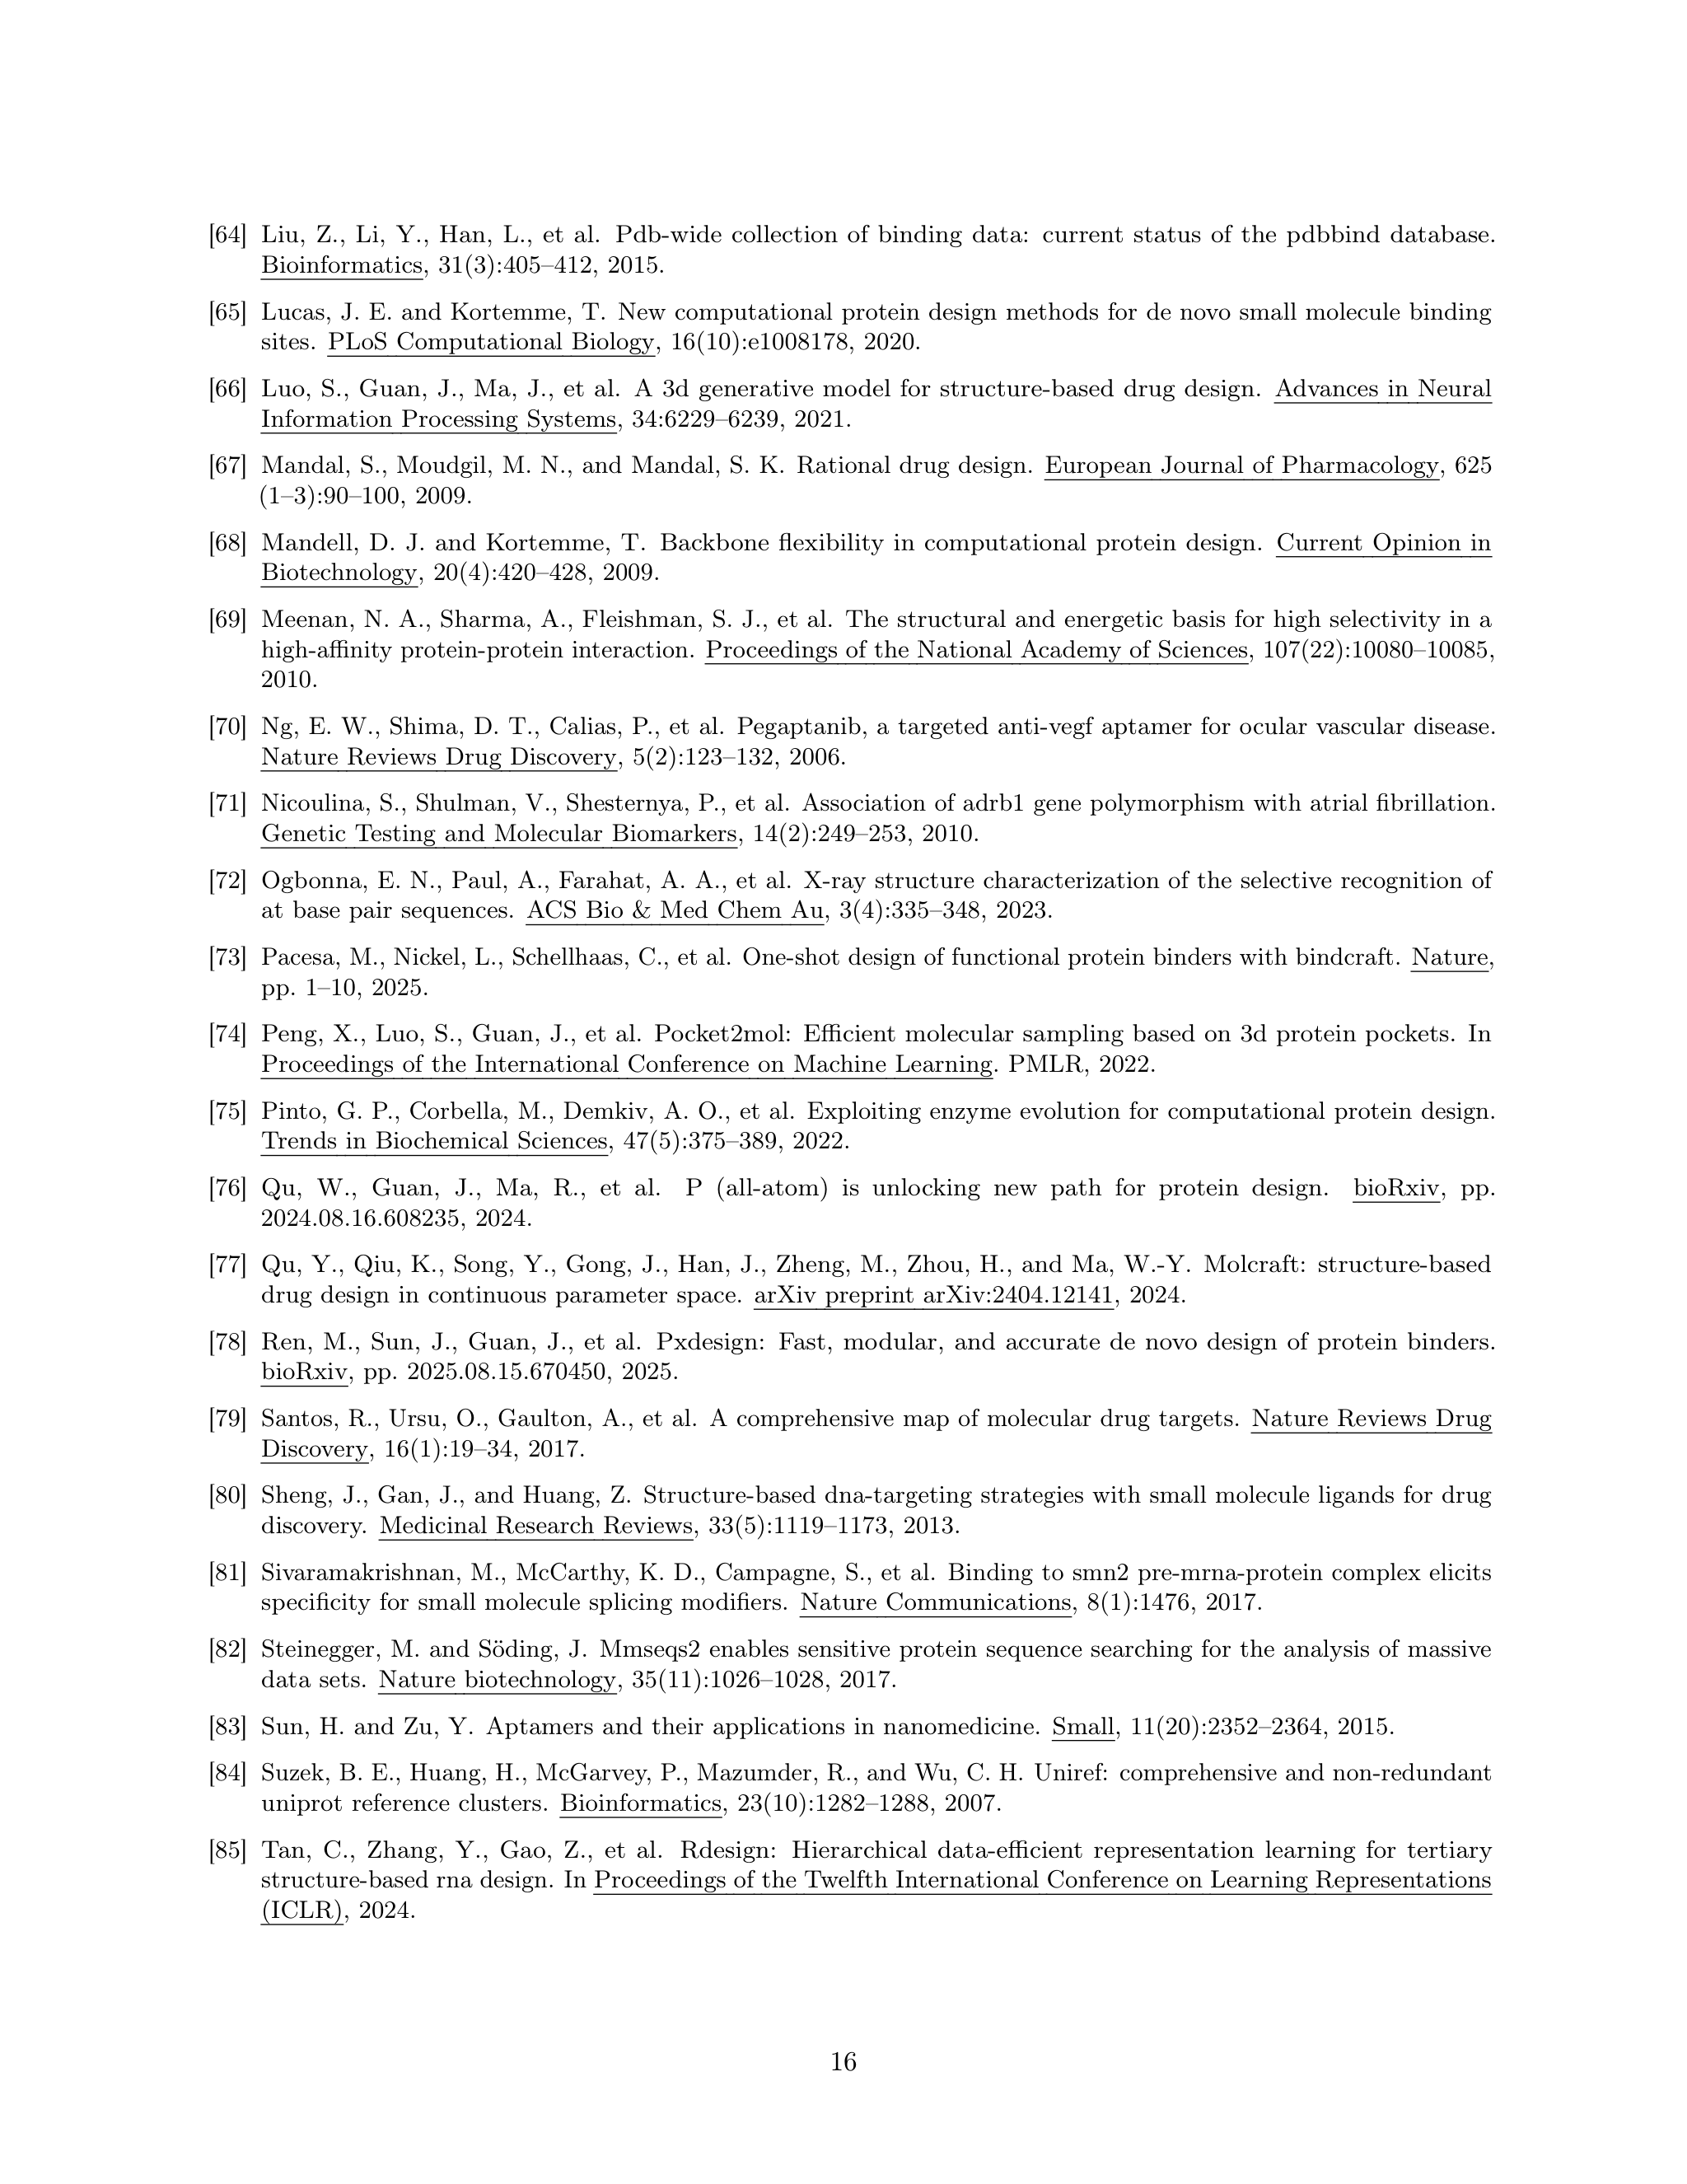 [64] Liu, Z., Li, Y., Han, L., et al. Pdb-wide collection of binding data: current status of the pdbbind database.
Bioinformatics, 31(3):405–412, 2015.
[65] Lucas, J. E. and Kortemme, T. New computational protein design methods for de novo small molecule binding
sites. PLoS Computational Biology, 16(10):e1008178, 2020.
[66] Luo, S., Guan, J., Ma, J., et al. A 3d generative model for structure-based drug design. Advances in Neural
Information Processing Systems, 34:6229–6239, 2021.
[67] Mandal, S., Moudgil, M. N., and Mandal, S. K. Rational drug design. European Journal of Pharmacology, 625
(1–3):90–100, 2009.
[68] Mandell, D. J. and Kortemme, T. Backbone flexibility in computational protein design. Current Opinion in
Biotechnology, 20(4):420–428, 2009.
[69] Meenan, N. A., Sharma, A., Fleishman, S. J., et al. The structural and energetic basis for high selectivity in a
high-affinity protein-protein interaction. Proceedings of the National Academy of Sciences, 107(22):10080–10085,
2010.
[70] Ng, E. W., Shima, D. T., Calias, P., et al. Pegaptanib, a targeted anti-vegf aptamer for ocular vascular disease.
Nature Reviews Drug Discovery, 5(2):123–132, 2006.
[71] Nicoulina, S., Shulman, V., Shesternya, P., et al. Association of adrb1 gene polymorphism with atrial fibrillation.
Genetic Testing and Molecular Biomarkers, 14(2):249–253, 2010.
[72] Ogbonna, E. N., Paul, A., Farahat, A. A., et al. X-ray structure characterization of the selective recognition of
at base pair sequences. ACS Bio & Med Chem Au, 3(4):335–348, 2023.
[73] Pacesa, M., Nickel, L., Schellhaas, C., et al. One-shot design of functional protein binders with bindcraft. Nature,
pp. 1–10, 2025.
[74] Peng, X., Luo, S., Guan, J., et al. Pocket2mol: Efficient molecular sampling based on 3d protein pockets. In
Proceedings of the International Conference on Machine Learning. PMLR, 2022.
[75] Pinto, G. P., Corbella, M., Demkiv, A. O., et al. Exploiting enzyme evolution for computational protein design.
Trends in Biochemical Sciences, 47(5):375–389, 2022.
[76] Qu, W., Guan, J., Ma, R., et al. P (all-atom) is unlocking new path for protein design. bioRxiv, pp.
2024.08.16.608235, 2024.
[77] Qu, Y., Qiu, K., Song, Y., Gong, J., Han, J., Zheng, M., Zhou, H., and Ma, W.-Y. Molcraft: structure-based
drug design in continuous parameter space. arXiv preprint arXiv:2404.12141, 2024.
[78] Ren, M., Sun, J., Guan, J., et al. Pxdesign: Fast, modular, and accurate de novo design of protein binders.
bioRxiv, pp. 2025.08.15.670450, 2025.
[79] Santos, R., Ursu, O., Gaulton, A., et al. A comprehensive map of molecular drug targets. Nature Reviews Drug
Discovery, 16(1):19–34, 2017.
[80] Sheng, J., Gan, J., and Huang, Z. Structure-based dna-targeting strategies with small molecule ligands for drug
discovery. Medicinal Research Reviews, 33(5):1119–1173, 2013.
[81] Sivaramakrishnan, M., McCarthy, K. D., Campagne, S., et al. Binding to smn2 pre-mrna-protein complex elicits
specificity for small molecule splicing modifiers. Nature Communications, 8(1):1476, 2017.
[82] Steinegger, M. and Söding, J. Mmseqs2 enables sensitive protein sequence searching for the analysis of massive
data sets. Nature biotechnology, 35(11):1026–1028, 2017.
[83] Sun, H. and Zu, Y. Aptamers and their applications in nanomedicine. Small, 11(20):2352–2364, 2015.
[84] Suzek, B. E., Huang, H., McGarvey, P., Mazumder, R., and Wu, C. H. Uniref: comprehensive and non-redundant
uniprot reference clusters. Bioinformatics, 23(10):1282–1288, 2007.
[85] Tan, C., Zhang, Y., Gao, Z., et al. Rdesign: Hierarchical data-efficient representation learning for tertiary
structure-based rna design. In Proceedings of the Twelfth International Conference on Learning Representations
(ICLR), 2024.
16